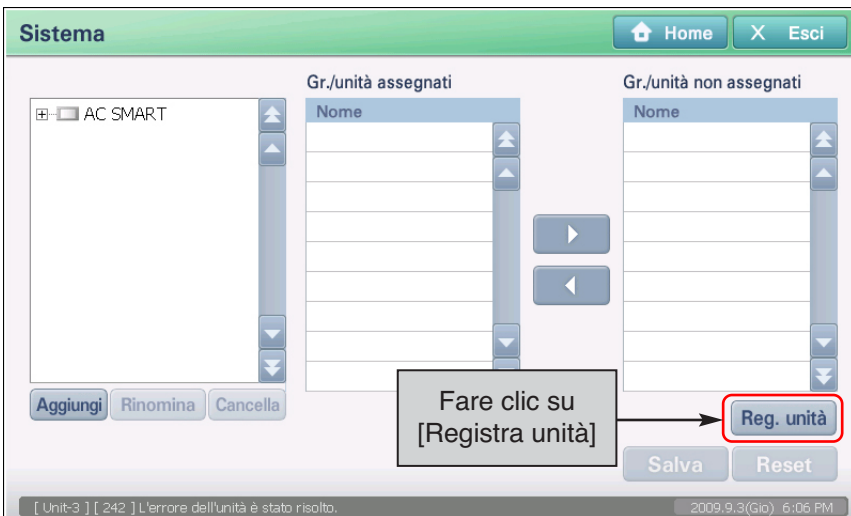 Sistema
Home
X Esci
AC SMART
Gr./unità assegnati
Nome
Gr./unità non assegnati
Nome
Aggiungi
Rinomina
Cancella
Fare clic su
[Registra unità]
Reg. unità
Salva
Reset
[ Unit-3 ] [ 242 ] L'errore dell'unità è stato risolto.
2009.9.3(Gio) 6:06 PM